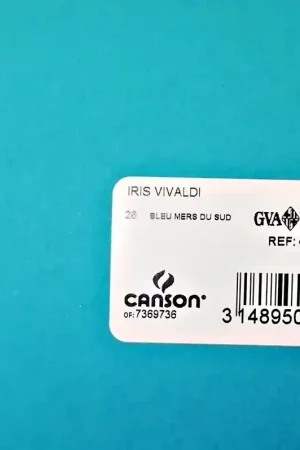 IRIS VIVALDI
26 BLEU MERS DU SUD
GVA
REF:
CANSON
OF: 7369736
3 148950